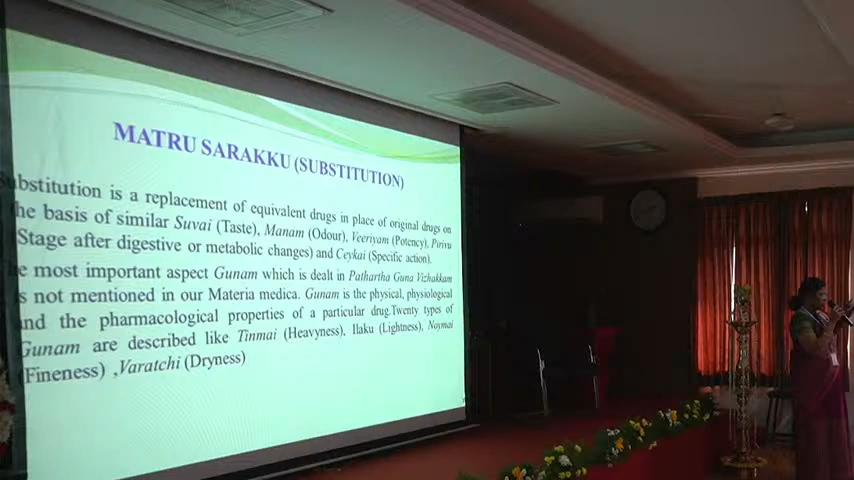 MATRU SARAKKU (SUBSTITUTION)
Substitution is a replacement of equivalent drugs in place of original drugs on
the basis of similar Suvai (Taste), Manam (Odour), Veeriyam (Potency), Pirivu
Stage after digestive or metabolic changes) and Ceykai (Specific action).
he most important aspect Gunam which is dealt in Pathartha Guna Vizhakkam
s not mentioned in our Materia medica. Gunam is the physical, physiological
and the pharmacological properties of a particular drug.Twenty types of
Gunam are described like Tinmai (Heavyness). Ilaku (Lightness), Noymai
(Fineness) ,Varatchi (Dryness)